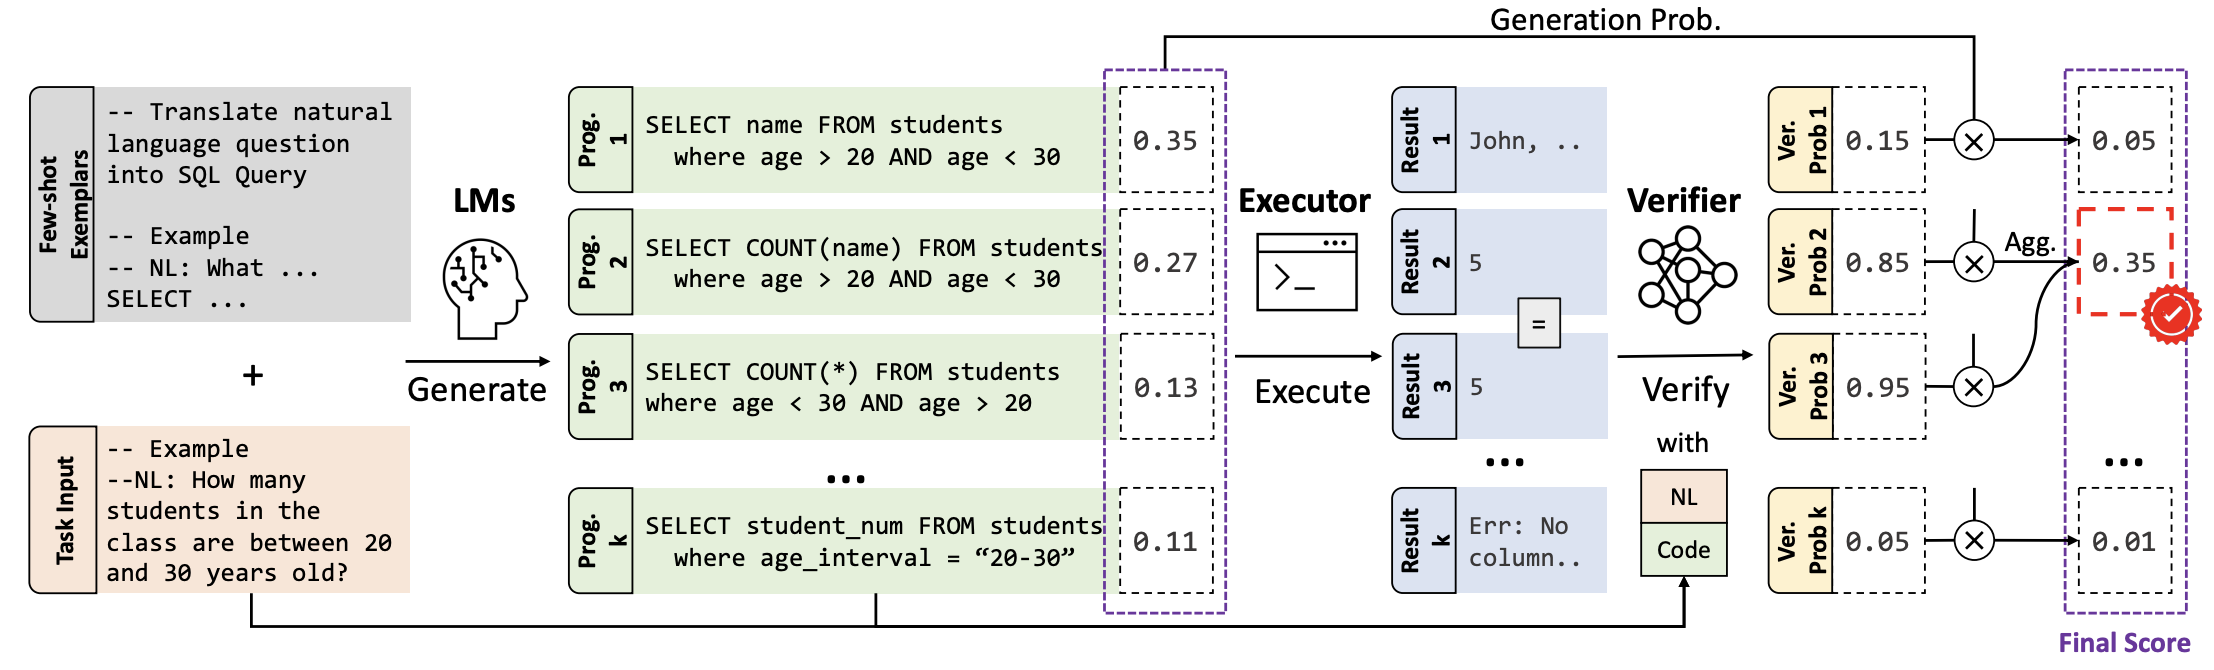 Generation Prob.
Few-shot
Exemplars
-- Translate natural
language question
into SQL Query
-- Example
-- NL: What ...
SELECT ...
+
Task Input
-- Example
--NL: How many
students in the
class are between 20
and 30 years old?
LMs
Generate
Prog.
1
SELECT name FROM students
where age > 20 AND age < 30
0.35
Prog.
2
SELECT COUNT(name) FROM students
where age > 20 AND age < 30
0.27
Prog.
3
SELECT COUNT(*) FROM students
where age < 30 AND age > 20
0.13
...
Prog.
k
SELECT student_num FROM students
where age_interval = “20-30”
0.11
Executor
>_
Execute
Result
1
John, ..
Result
2
5
=
Result
3
5
...
Result
k
Err: No
column..
Verifier
Verify
with
NL
Code
Ver.
Prob 1
0.15
×
0.05
Ver.
Prob 2
0.85
×
Agg.
0.35
Ver.
Prob 3
0.95
×
...
Ver.
Prob k
0.05
×
0.01
Final Score